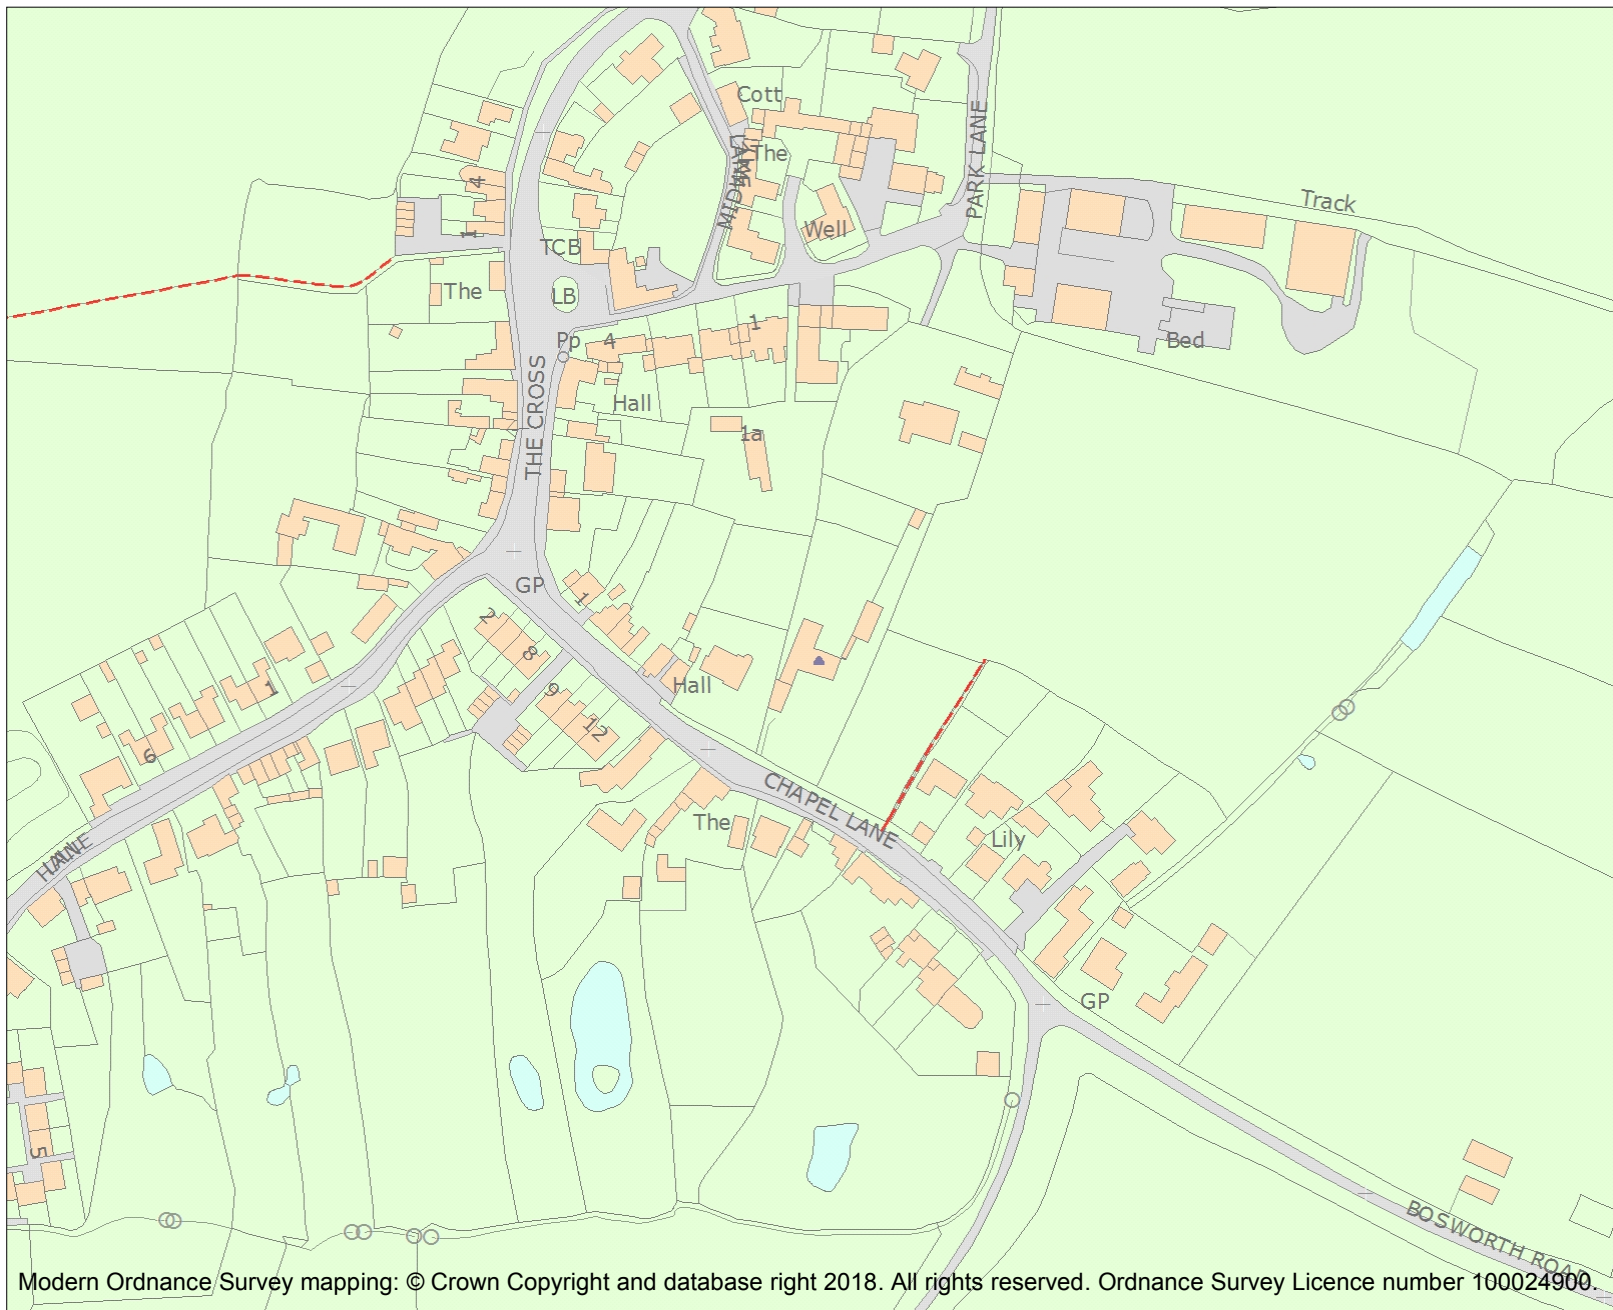 Cott
LANE
MIDWAY
The
PARK LANE
4
1
Track
Well
TCB
The
LB
1
Pp
4
Bed
THE CROSS
Hall
1a
GP
1
2
8
Hall
9
1
12
6
CHAPEL LANE
The
Lily
HALL
LANE
GP
5
BOSWORTH ROAD
Modern Ordnance Survey mapping: © Crown Copyright and database right 2018. All rights reserved. Ordnance Survey Licence number 100024900.